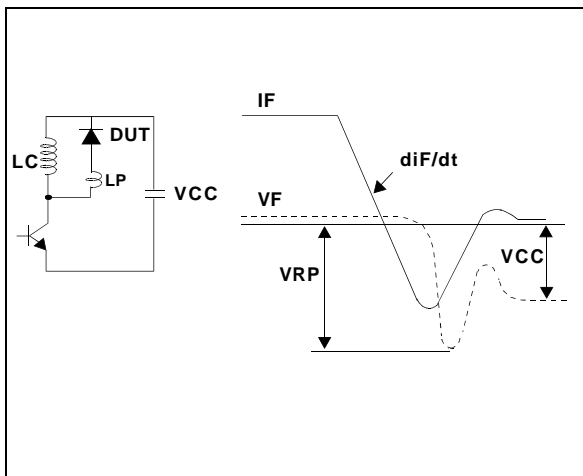 LC
DUT
LP
VCC
IF
diF/dt
VF
VRP
VCC